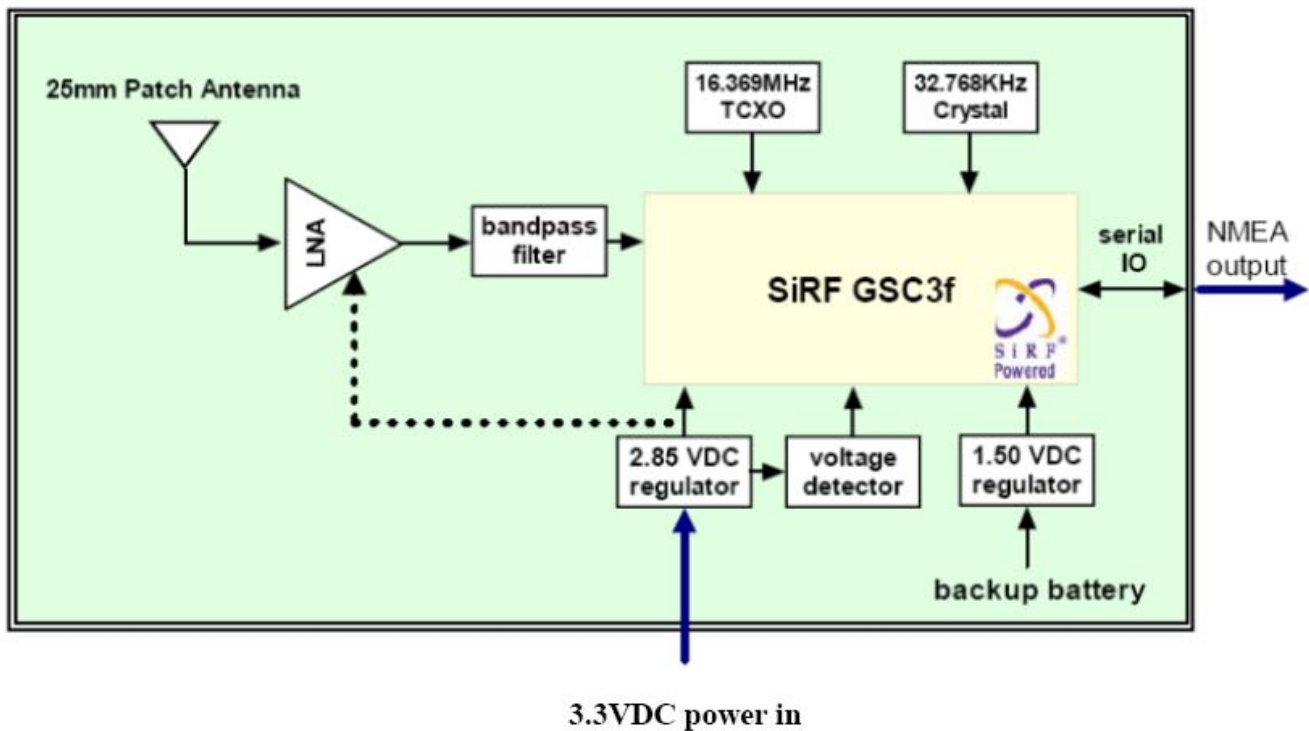 25mm Patch Antenna
16.369MHz
TCXO
32.768KHz
Crystal
LNA
bandpass
filter
SiRF GSC3f
SiRF®
Powered
serial
IO
NMEA
output
2.85 VDC
regulator
voltage
detector
1.50 VDC
regulator
backup battery
3.3VDC power in